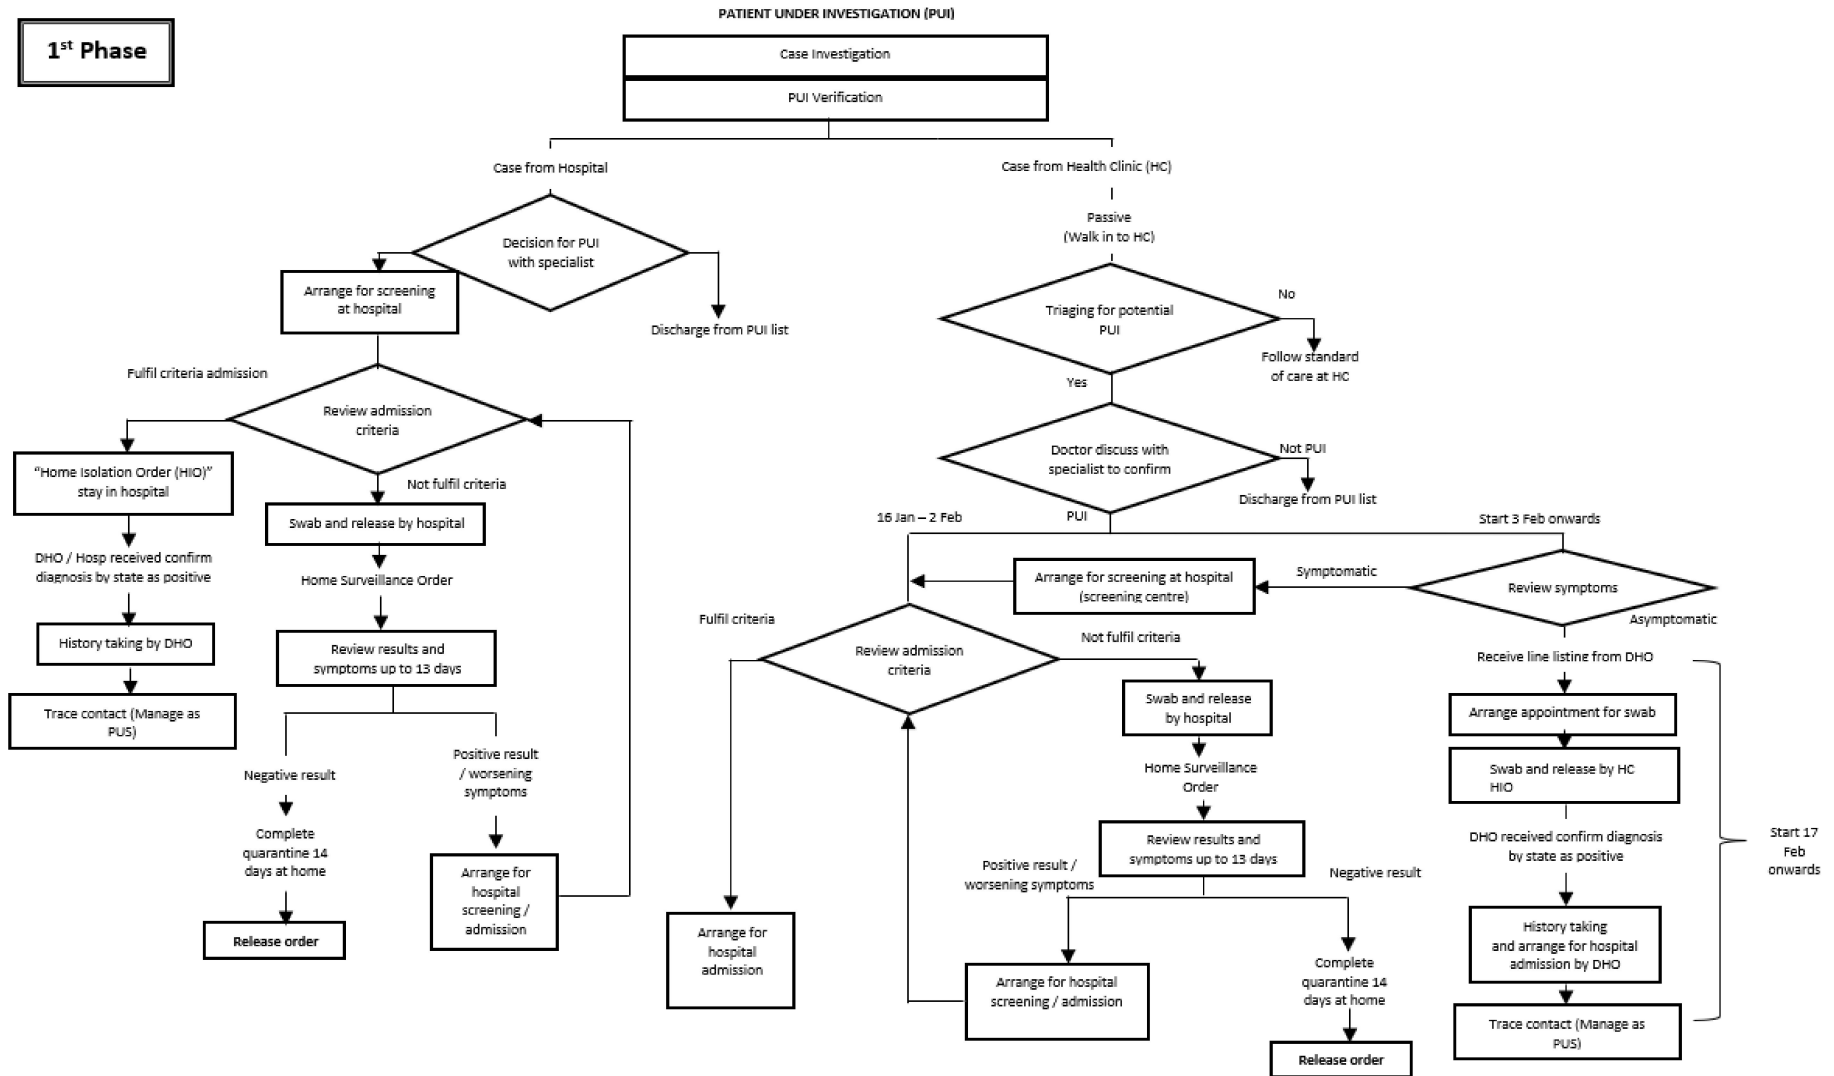 PATIENT UNDER INVESTIGATION (PUI)
1st Phase
Case Investigation
PUI Verification
Case from Hospital
Case from Health Clinic (HC)
Passive
(Walk in to HC)
Decision for PUI
with specialist
Arrange for screening
at hospital
Discharge from PUI list
Triaging for potential
PUI
No
Follow standard
of care at HC
Yes
Fulfil criteria admission
Review admission
criteria
Doctor discuss with
specialist to confirm
Not PUI
Discharge from PUI list
PUI
"Home Isolation Order (HIO)"
stay in hospital
Not fulfil criteria
Swab and release by hospital
DHO / Hosp received confirm
diagnosis by state as positive
Home Surveillance Order
History taking by DHO
Review results and
symptoms up to 13 days
Trace contact (Manage as
PUS)
Negative result
Positive result
/ worsening
symptoms
Complete
quarantine 14
days at home
Arrange for
hospital
screening /
admission
Release order
16 Jan – 2 Feb
Start 3 Feb onwards
Arrange for screening at hospital
(screening centre)
Symptomatic
Review symptoms
Asymptomatic
Fulfil criteria
Review admission
criteria
Not fulfil criteria
Swab and release
by hospital
Home Surveillance
Order
Review results and
symptoms up to 13 days
Positive result /
worsening symptoms
Negative result
Arrange for
hospital
admission
Arrange for hospital
screening / admission
Complete
quarantine 14
days at home
Release order
Receive line listing from DHO
Arrange appointment for swab
Swab and release by HC
HIO
DHO received confirm diagnosis
by state as positive
History taking
and arrange for hospital
admission by DHO
Trace contact (Manage as
PUS)
Start 17
Feb
onwards